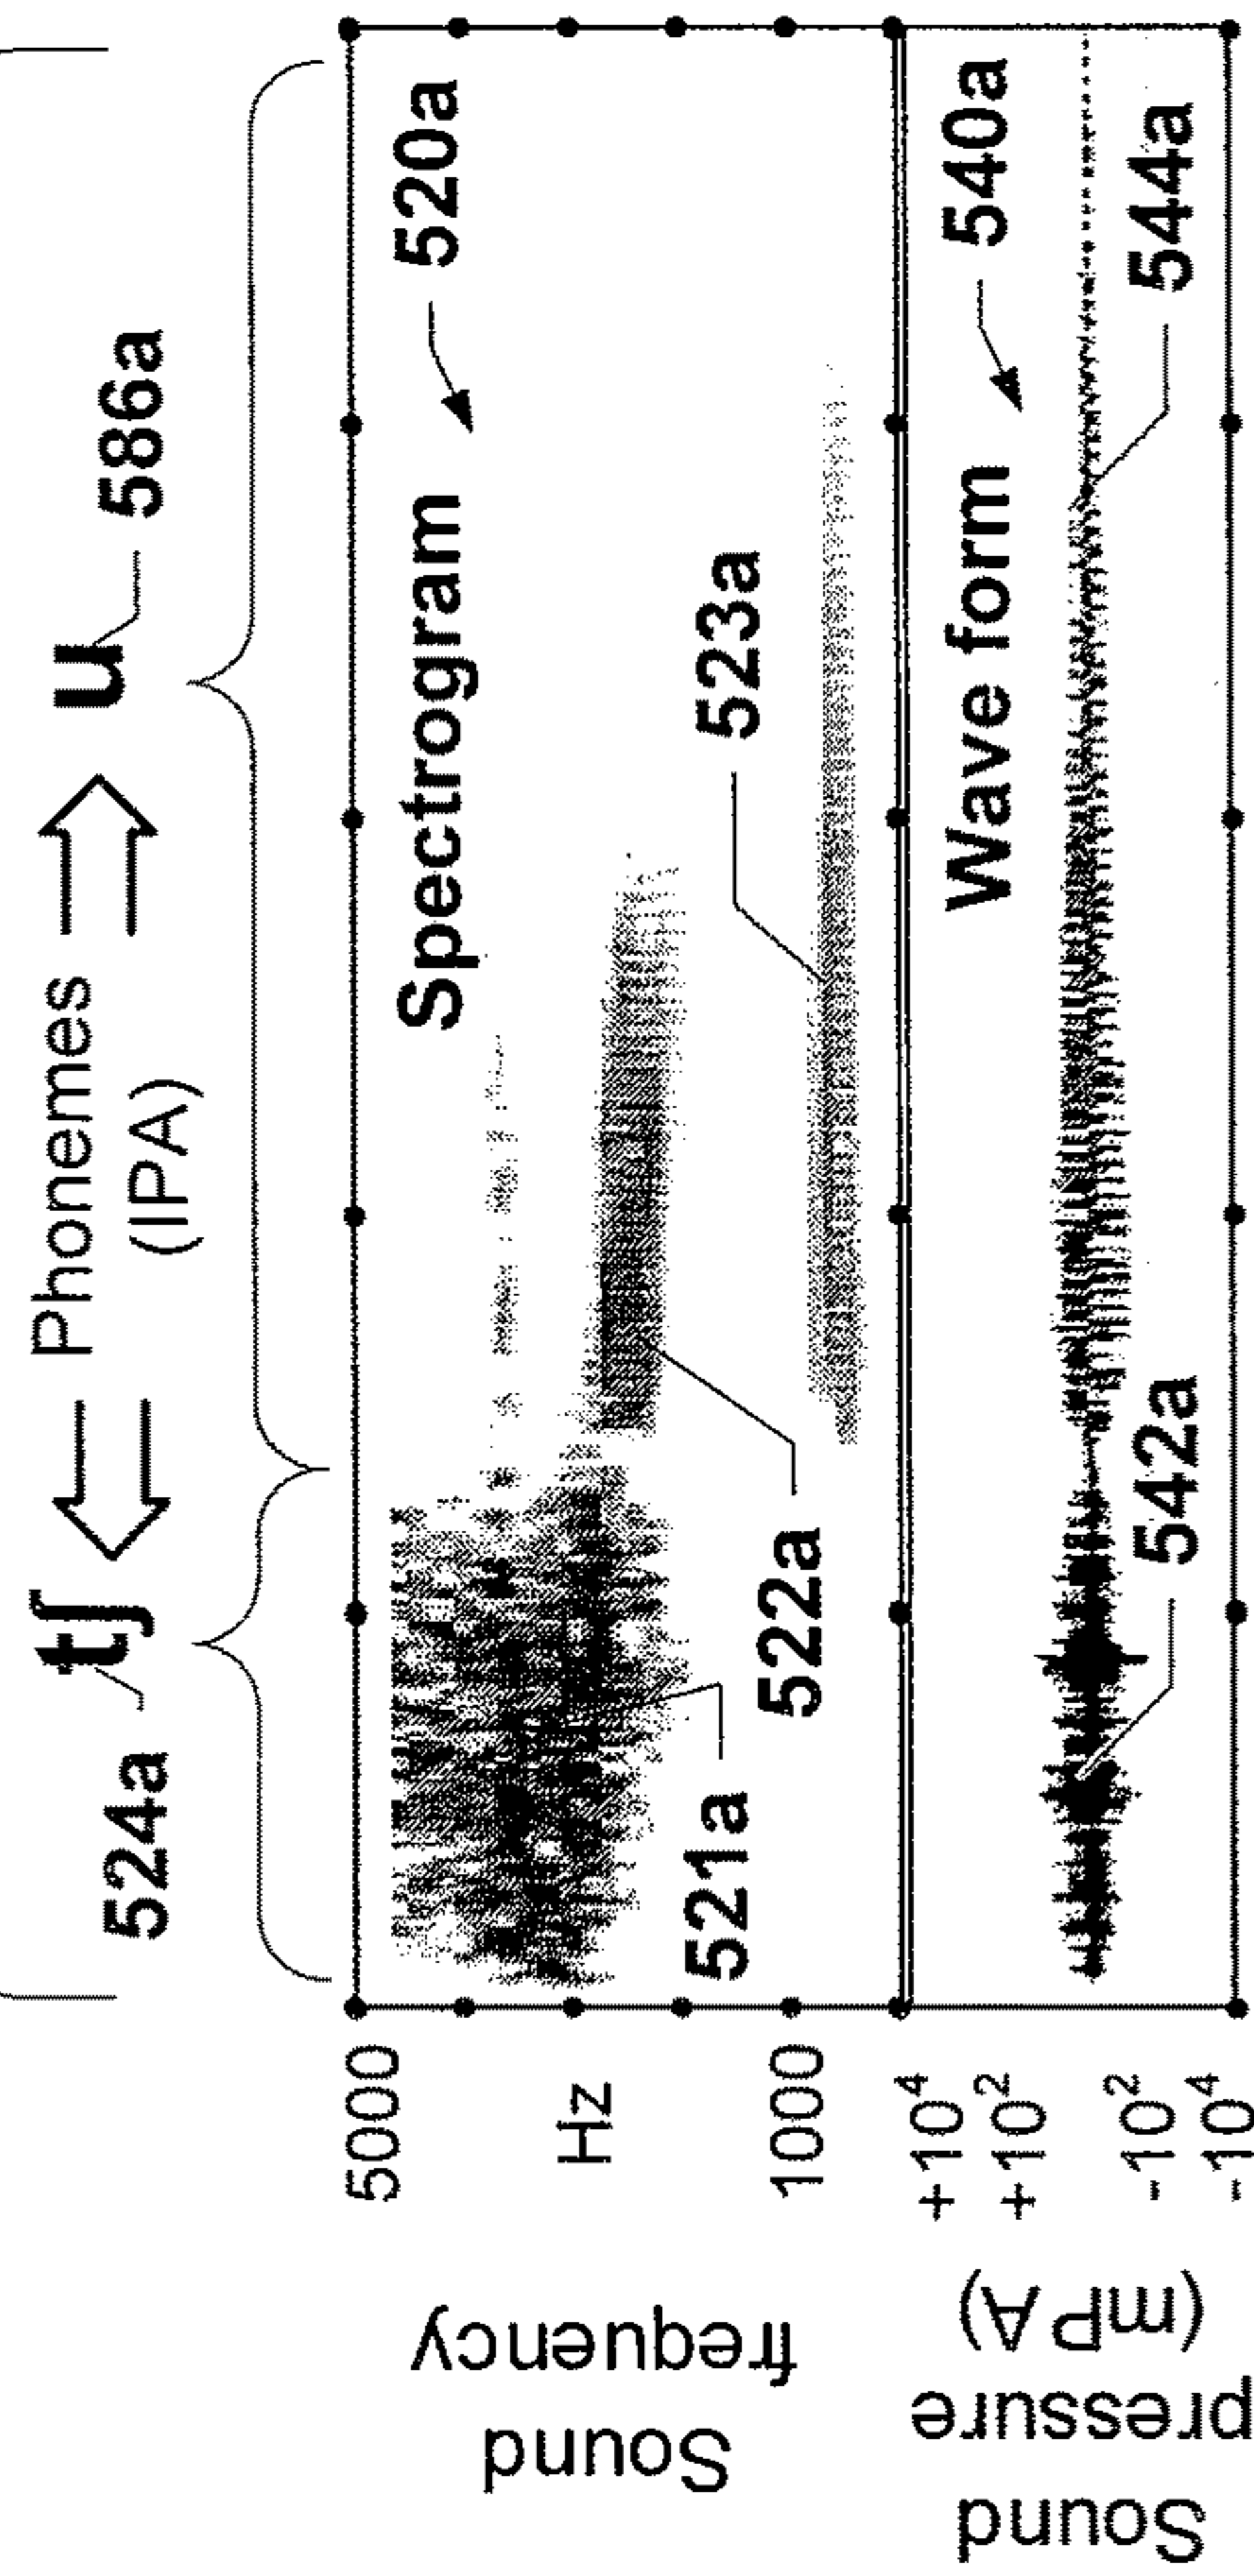 524a
tʃ
Phonemes
(IPA)
u
586a
5000
Hz
1000
Sound
frequency
Spectrogram
520a
521a
522a
523a
+10⁴
+10²
-10²
-10⁴
Sound
pressure
(mPA)
Wave form
540a
542a
544a